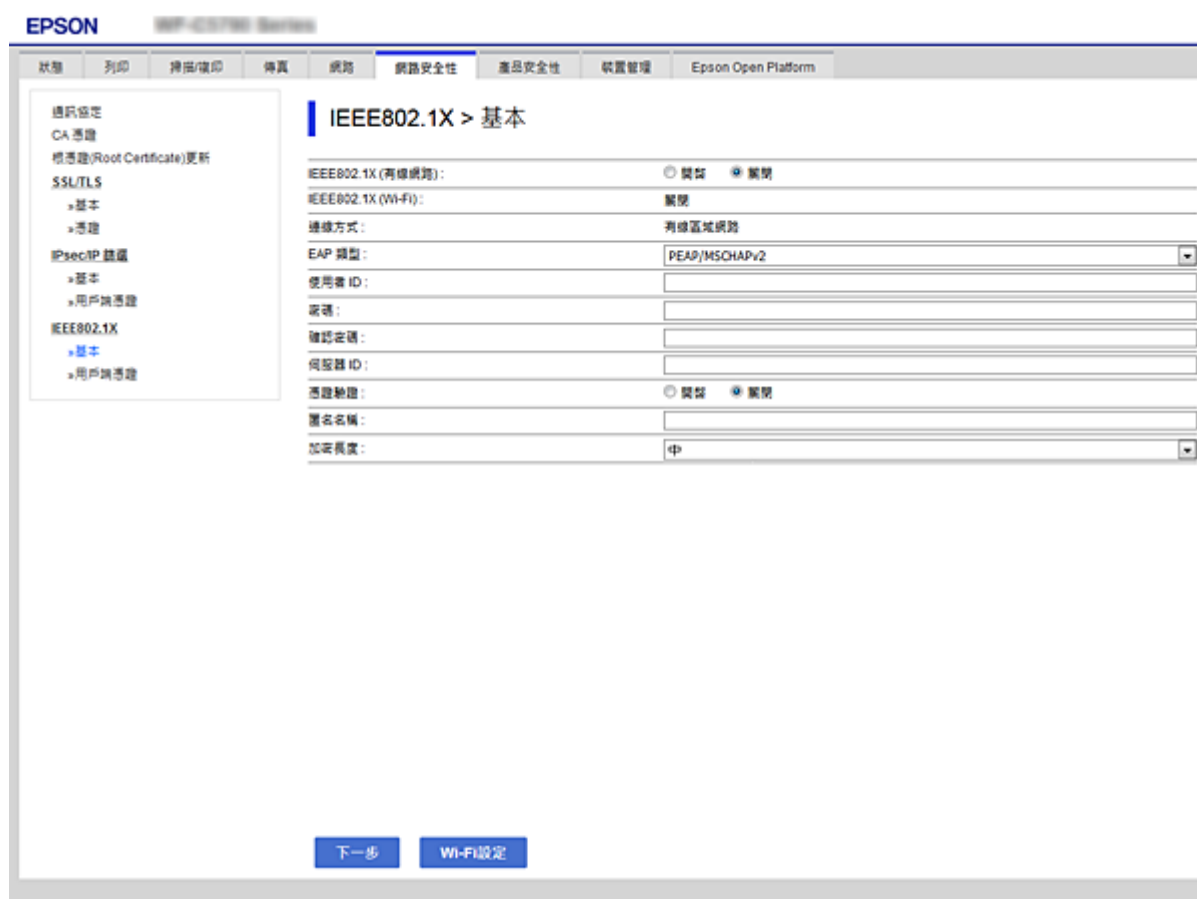 EPSON
狀態 列印 掃描/複印 傳真 網路 網路安全性 產品安全性 裝置管理 Epson Open Platform
通訊協定
CA 憑證
根憑證(Root Certificate)更新
SSL/TLS
»基本
»憑證
IPsec/IP 篩選
»基本
»用戶端憑證
IEEE802.1X
»基本
»用戶端憑證
IEEE802.1X > 基本
IEEE802.1X (有線網路) : 開啟 關閉
IEEE802.1X (Wi-Fi) : 關閉
連線方式 : 有線區域網路
EAP 類型 : PEAP/MSCHAPv2
使用者 ID :
密碼 :
確認密碼 :
伺服器 ID :
憑證驗證 : 開啟 關閉
匿名名稱 :
加密長度 : 中
下一步 Wi-Fi設定